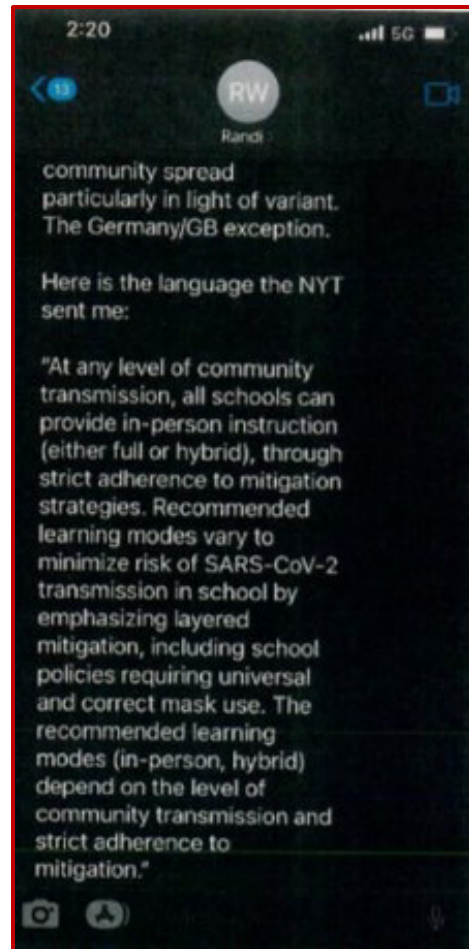 2:20
5G
13
RW
Randi
community spread
particularly in light of variant.
The Germany/GB exception.
Here is the language the NYT
sent me:
"At any level of community
transmission, all schools can
provide in-person instruction
(either full or hybrid), through
strict adherence to mitigation
strategies. Recommended
learning modes vary to
minimize risk of SARS-CoV-2
transmission in school by
emphasizing layered
mitigation, including school
policies requiring universal
and correct mask use. The
recommended learning
modes (in-person, hybrid)
depend on the level of
community transmission and
strict adherence to
mitigation."